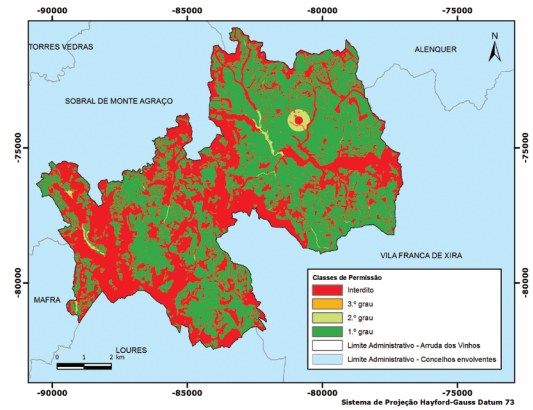 -90000 -85000 -80000 -75000
TORRES VEDRAS
ALENQUER
N
SOBRAL DE MONTE AGRAÇO
-75000 -75000
VILA FRANCA DE XIRA
Classes de Permissão
Interdito
3.º grau
2.º grau
1.º grau
Limite Administrativo - Arruda dos Vinhos
Limite Administrativo - Concelhos envolventes
-80000 -80000
MAFRA
LOURES
0 1 2
km
-90000 -85000 -80000 -75000
Sistema de Projeção Hayford-Gauss Datum 73